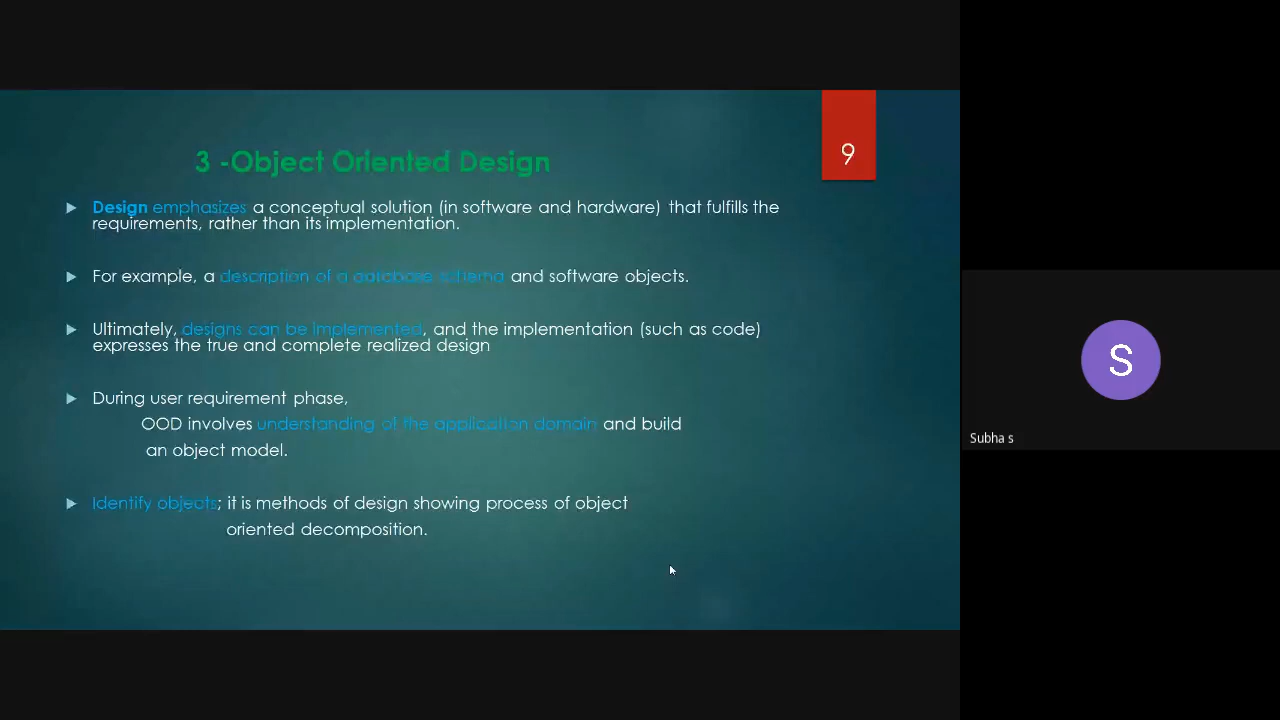 3 -Object Oriented Design
9
Design emphasizes a conceptual solution (in software and hardware) that fulfills the
requirements, rather than its implementation.
For example, a description of a database schema and software objects.
Ultimately, designs can be implemented, and the implementation (such as code)
expresses the true and complete realized design
During user requirement phase,
OOD involves understanding of the application domain and build
an object model.
Identify objects; it is methods of design showing process of object
oriented decomposition.
S
Subha s